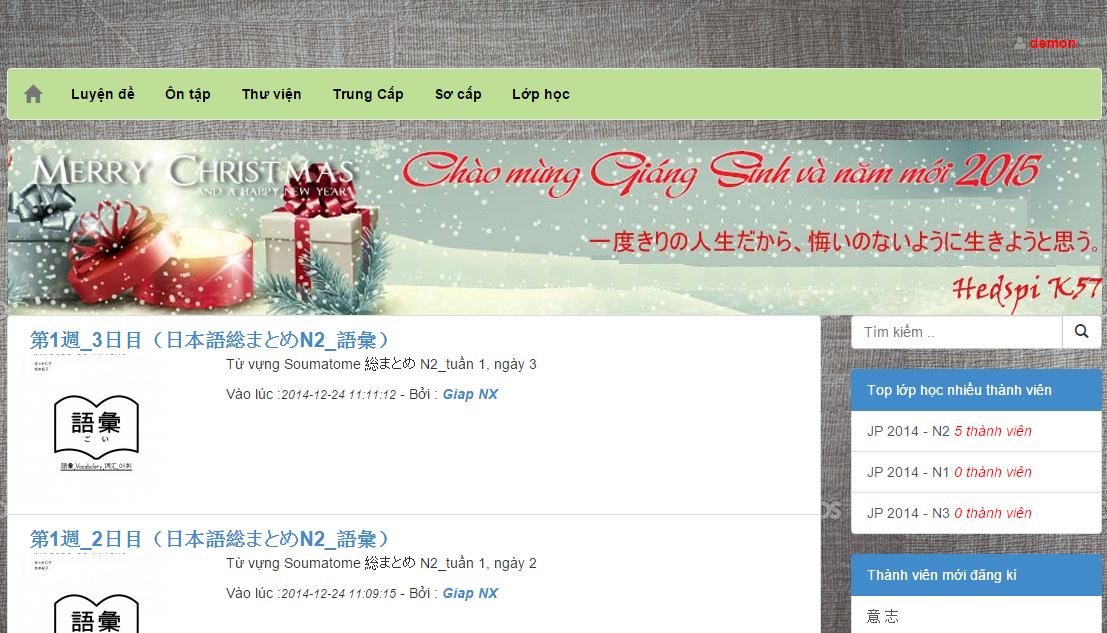 demon
Luyện đề Ôn tập Thư viện Trung Cấp Sơ cấp Lớp học
MERRY CHRISTMAS
AND A HAPPY NEW YEAR
Chào mừng Giáng Sinh và năm mới 2015
一度きりの人生だから、悔いのないように生きようと思う。
Hedspi K57
Tìm kiếm ..
第1週_3日目（日本語総まとめN2_語彙）
Từ vựng Soumatome 総まとめ N2_tuần 1, ngày 3
Vào lúc :2014-12-24 11:11:12 - Bởi : Giap NX
語彙
ごい
語彙_Vocabulary_词汇_어휘
第1週_2日目（日本語総まとめN2_語彙）
Từ vựng Soumatome 総まとめ N2_tuần 1, ngày 2
Vào lúc :2014-12-24 11:09:15 - Bởi : Giap NX
語彙
Top lớp học nhiều thành viên
JP 2014 - N2 5 thành viên
JP 2014 - N1 0 thành viên
JP 2014 - N3 0 thành viên
Thành viên mới đăng kí
意 志